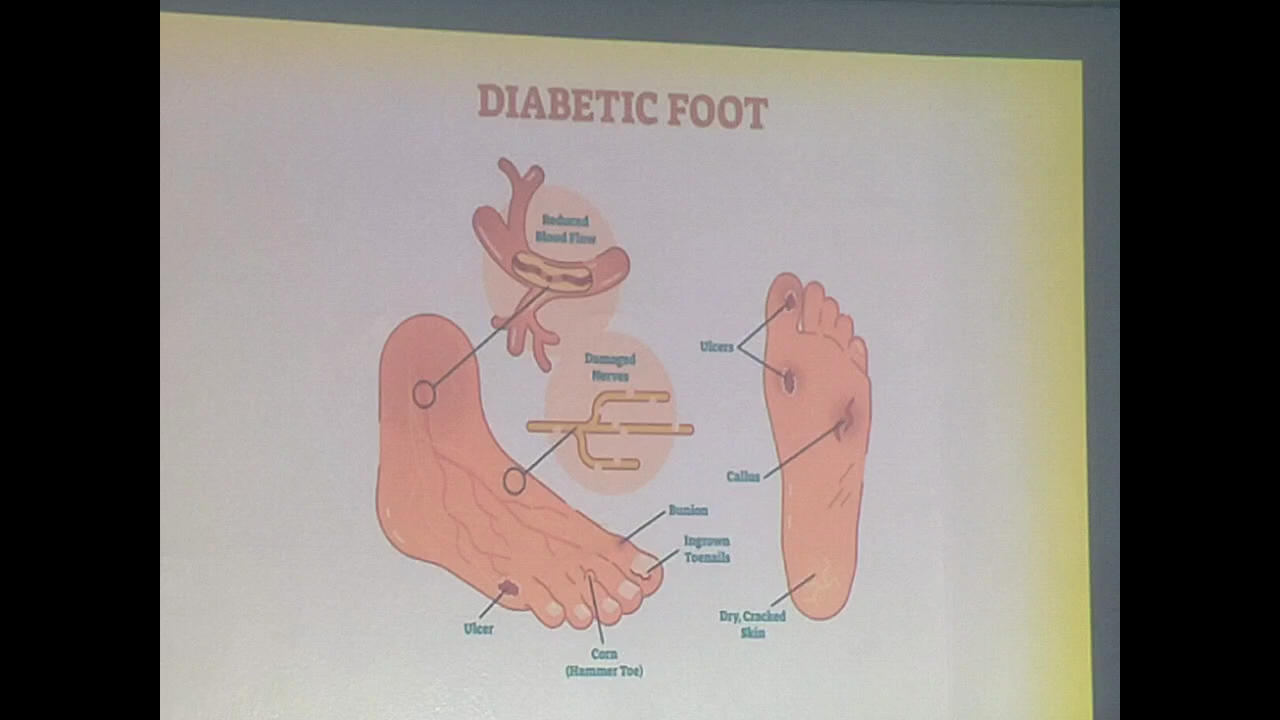 DIABETIC FOOT
Reduced
Blood Flow
Damaged
Nerves
Ulcers
Callus
Bunion
Ingrown
Toenails
Dry, Cracked
Skin
Ulcer
Corn
(Hammer Toe)